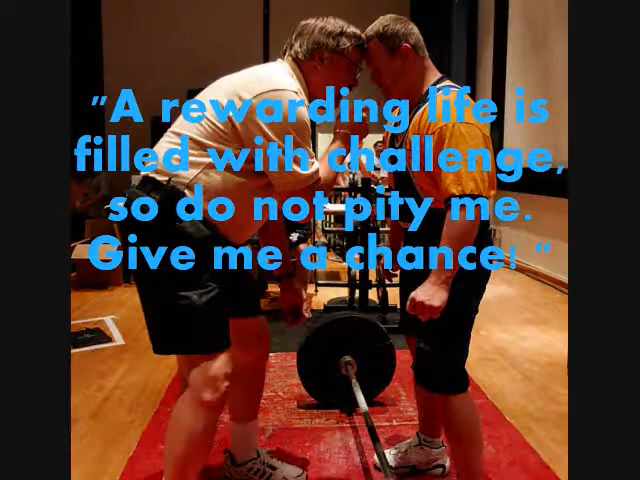 "A rewarding life is
filled with challenge,
so do not pity me.
Give me a chance! "